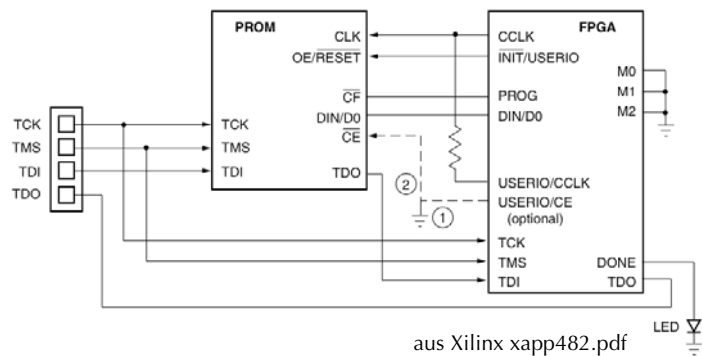 PROM
CLK
OE/RESET
CF
DIN/D0
CE
TCK
TMS
TDI
TDO
TCK
TMS
TDI
TDO
FPGA
CCLK
INIT/USERIO
PROG
DIN/D0
USERIO/CCLK
USERIO/CE
(optional)
TCK
TMS
TDI
M0
M1
M2
DONE
TDO
2
1
LED
aus Xilinx xapp482.pdf